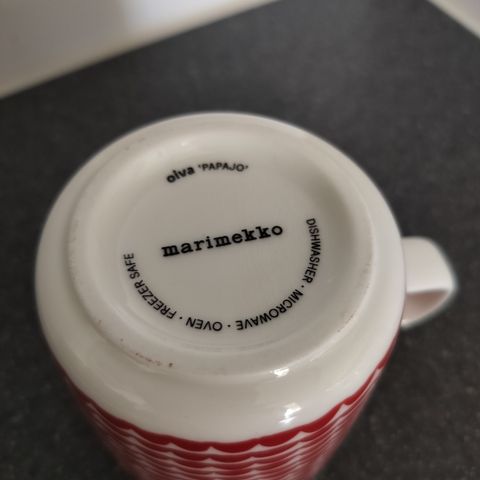 oiva 'PAPAJO'
marimekko
DISHWASHER · MICROWAVE · OVEN · FREEZER SAFE